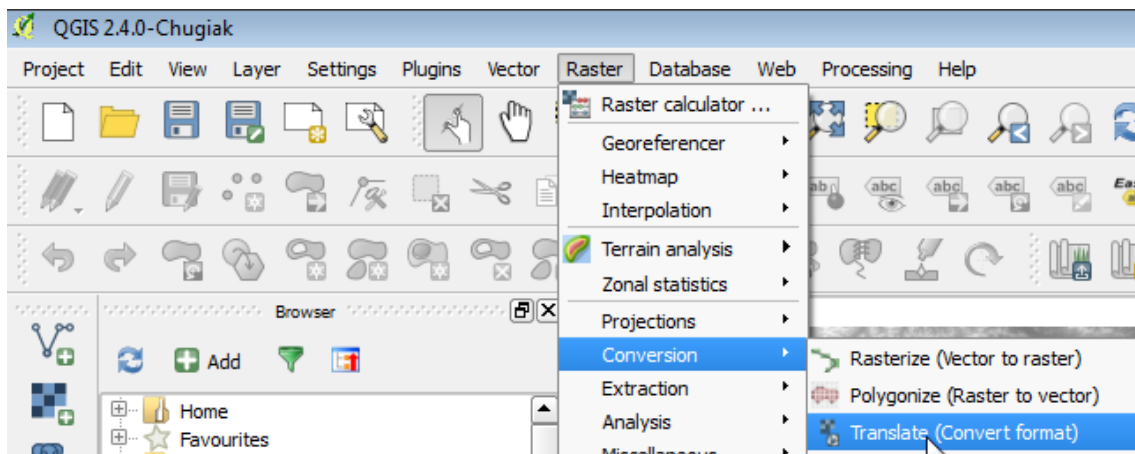 QGIS 2.4.0-Chugiak
Project Edit View Layer Settings Plugins Vector Raster Database Web Processing Help
Raster calculator ...
Georeferencer
Heatmap
Interpolation
abc abc abc abc
Terrain analysis
Zonal statistics
Browser
Projections
Add
Conversion
Rasterize (Vector to raster)
Extraction
Polygonize (Raster to vector)
Home
Analysis
Translate (Convert format)
Favourites